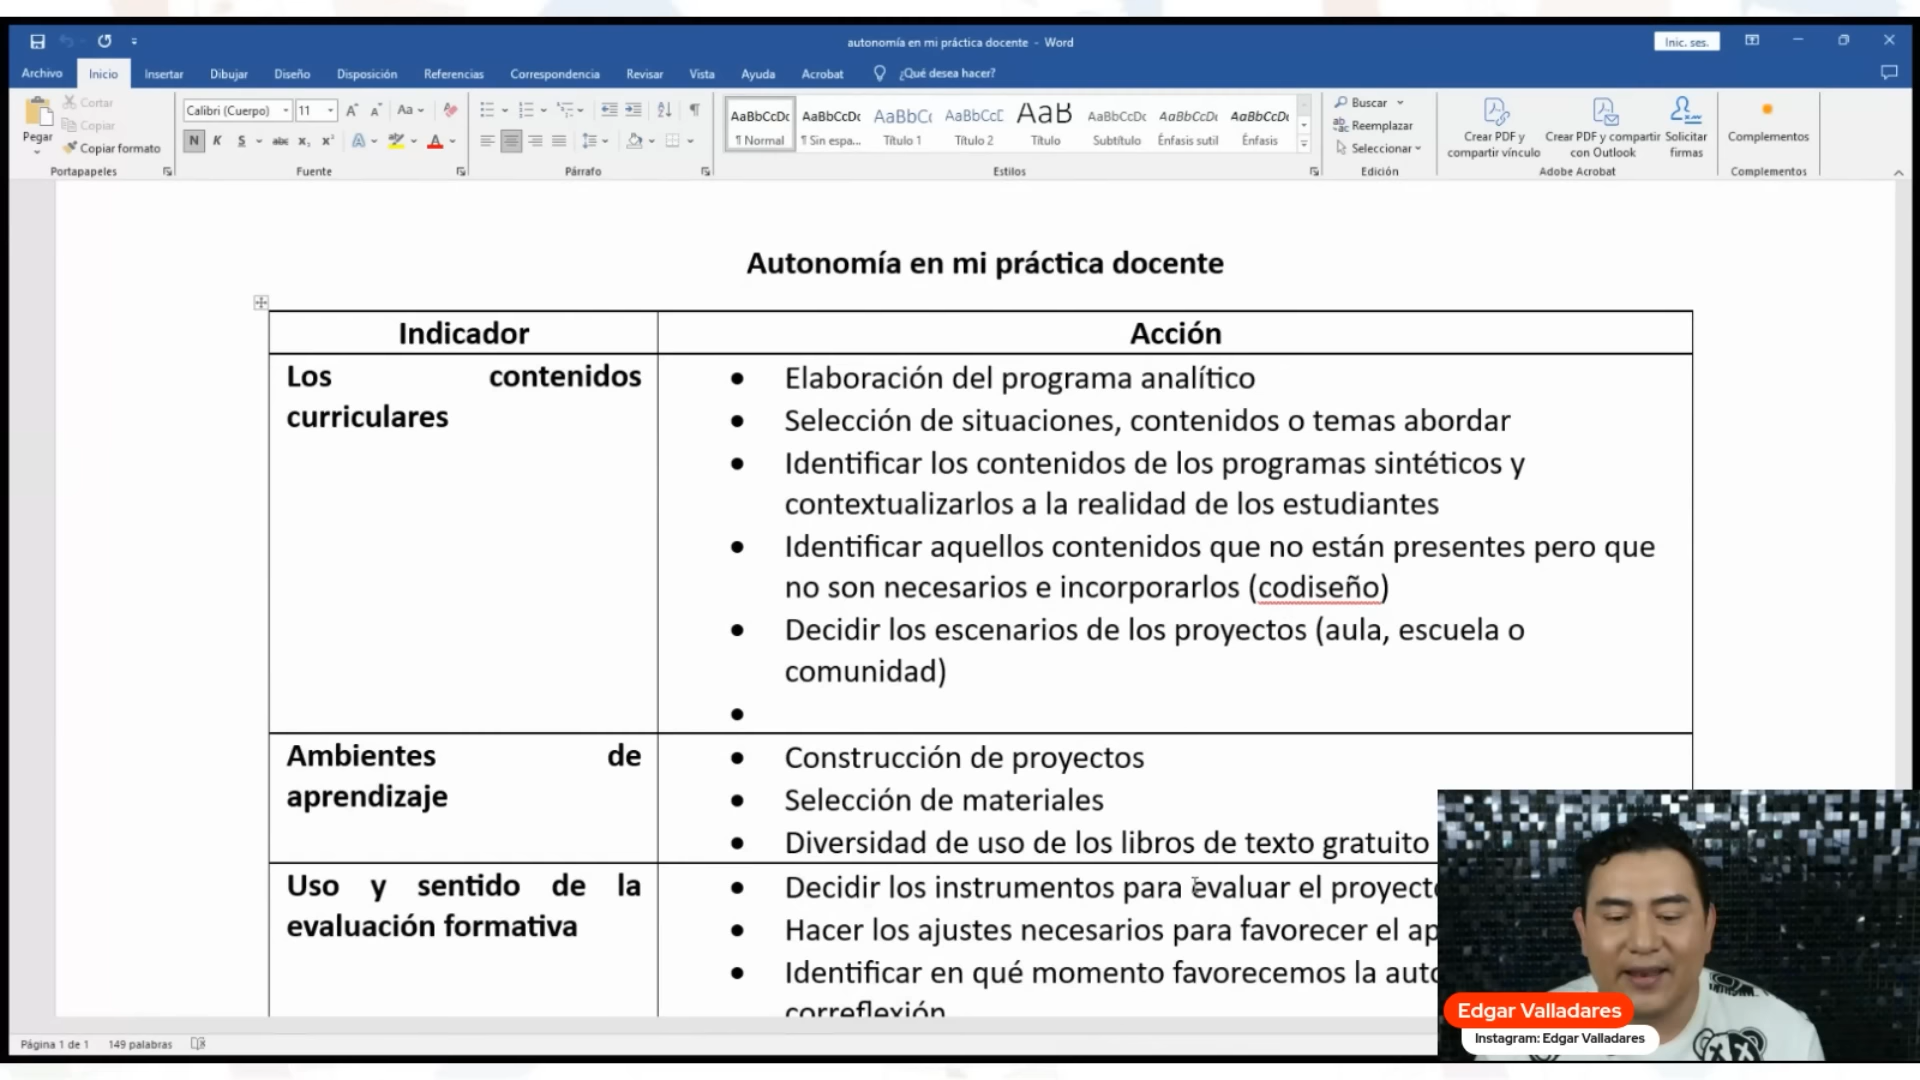 autonomía en mi práctica docente - Word
Inic. ses.
Archivo Inicio Insertar Dibujar Diseño Disposición Referencias Correspondencia Revisar Vista Ayuda Acrobat ¿Qué desea hacer?
Pegar
Cortar
Copiar
Copiar formato
Portapapeles
Calibri (Cuerpo) 11
Fuente
Párrafo
AaBbCcDc AaBbCcDc AaBbCc AaBbCcC AaB AaBbCcDc AaBbCcDc AaBbCcDc
¶ Normal ¶ Sin espa... Título 1 Título 2 Título Subtítulo Énfasis sutil Énfasis
Estilos
Buscar
Reemplazar
Seleccionar
Edición
Crear PDF y compartir vínculo
Crear PDF y compartir con Outlook
Solicitar firmas
Adobe Acrobat
Complementos
Complementos
Autonomía en mi práctica docente
Indicador Acción
Los contenidos
curriculares
• Elaboración del programa analítico
• Selección de situaciones, contenidos o temas abordar
• Identificar los contenidos de los programas sintéticos y
contextualizarlos a la realidad de los estudiantes
• Identificar aquellos contenidos que no están presentes pero que
no son necesarios e incorporarlos (codiseño)
• Decidir los escenarios de los proyectos (aula, escuela o
comunidad)
•
Ambientes de
aprendizaje
• Construcción de proyectos
• Selección de materiales
• Diversidad de uso de los libros de texto gratuito
Uso y sentido de la
evaluación formativa
• Decidir los instrumentos para evaluar el proyect
• Hacer los ajustes necesarios para favorecer el ap
• Identificar en qué momento favorecemos la auto
correflexión
Edgar Valladares
Instagram: Edgar Valladares
Página 1 de 1 149 palabras